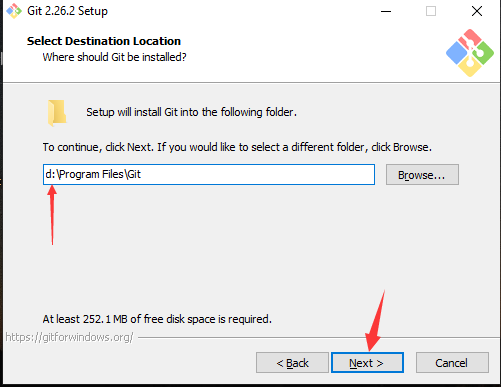 Git 2.26.2 Setup
Select Destination Location
Where should Git be installed?
Setup will install Git into the following folder.
To continue, click Next. If you would like to select a different folder, click Browse.
d:\Program Files\Git
Browse...
At least 252.1 MB of free disk space is required.
https://gitforwindows.org/
< Back
Next >
Cancel